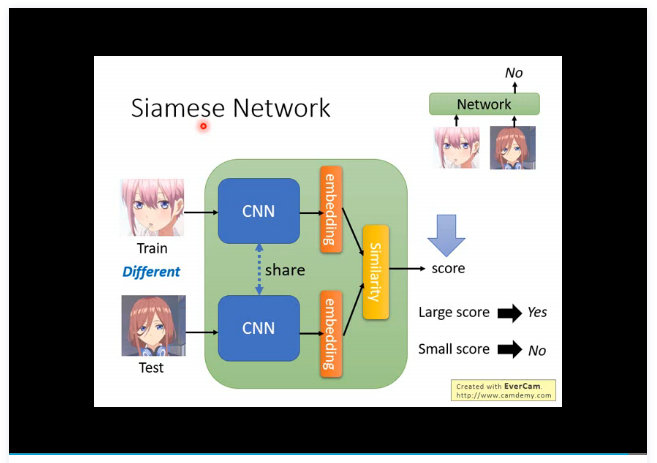 No
Network
Siamese Network
CNN
embedding
Train
Different
share
Similarity
score
CNN
embedding
Test
Large score
Yes
Small score
No
Created with EverCam.
http://www.camdemy.com